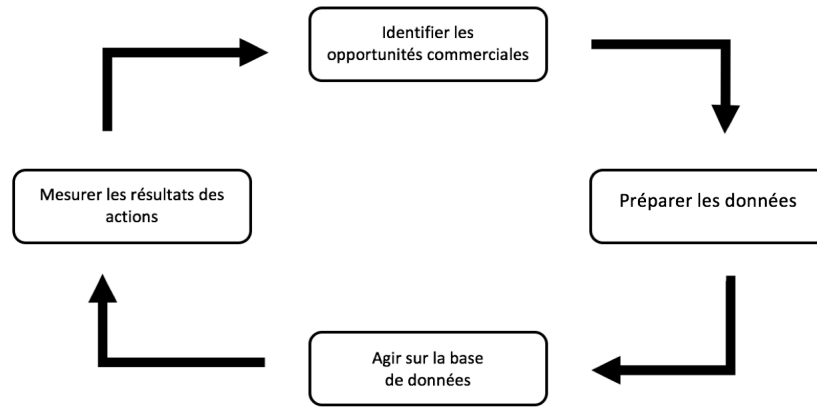 Identifier les
opportunités commerciales
Préparer les données
Agir sur la base
de données
Mesurer les résultats des
actions